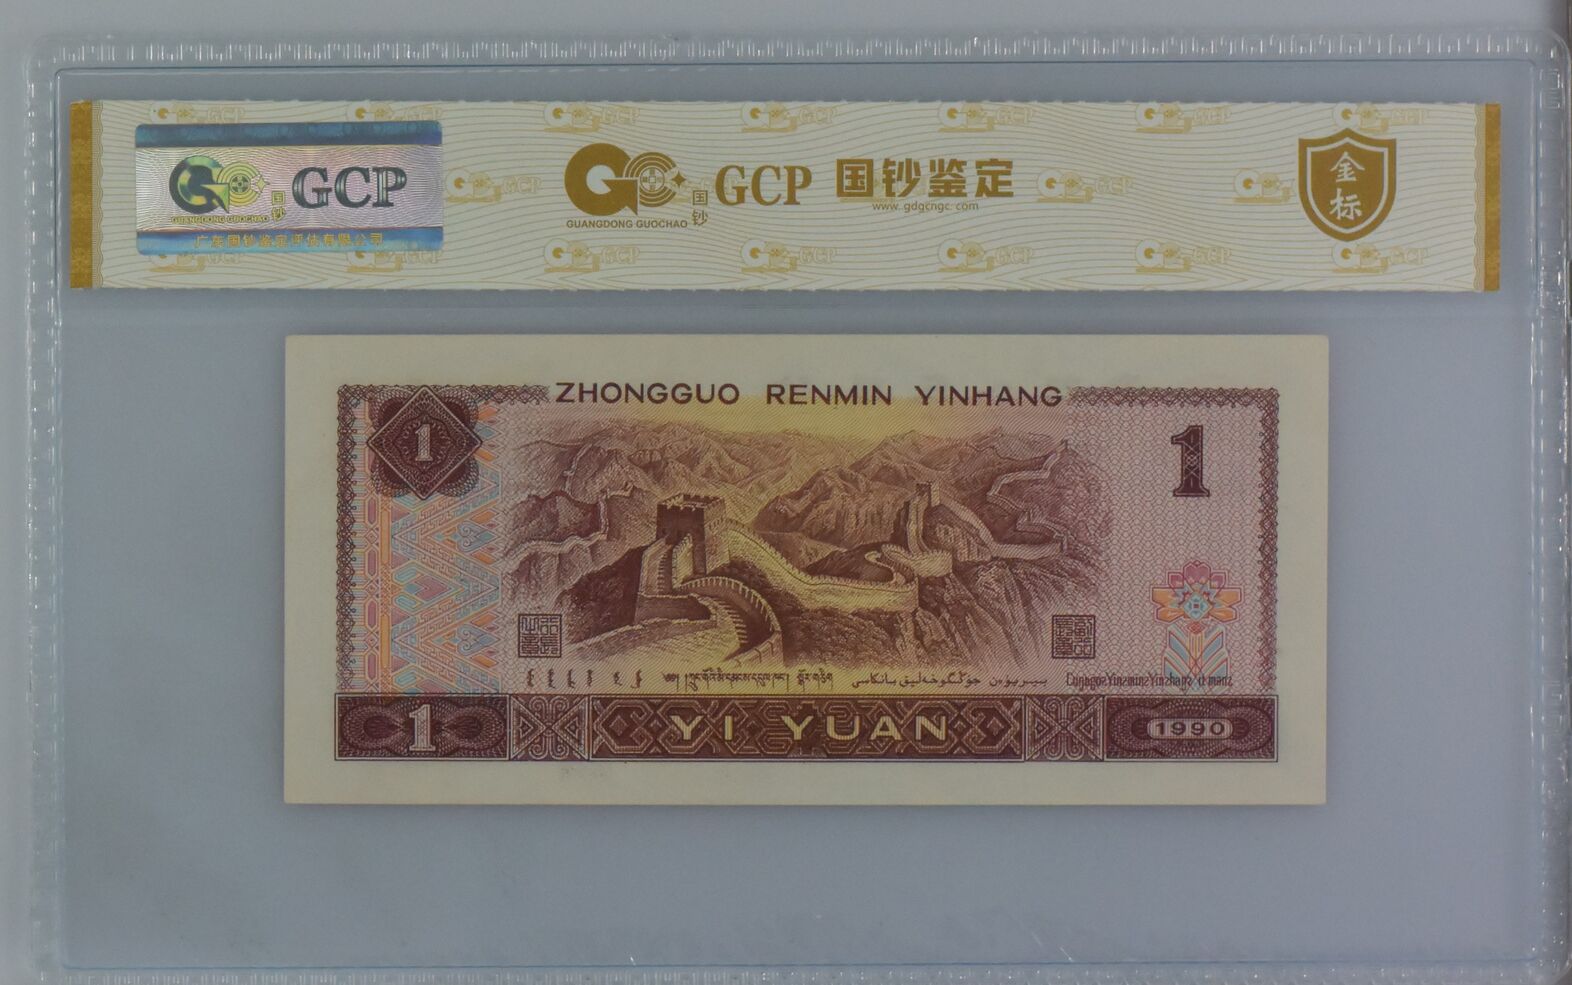 GCP
GUANGDONG GUOCHAO
国钞
广东国钞鉴定评估有限公司
GUANGDONG GUOCHAO
国钞
GCP 国钞鉴定
www.gdgcngc.com
金标
ZHONGGUO RENMIN YINHANG
1
1
1
YI YUAN
1990